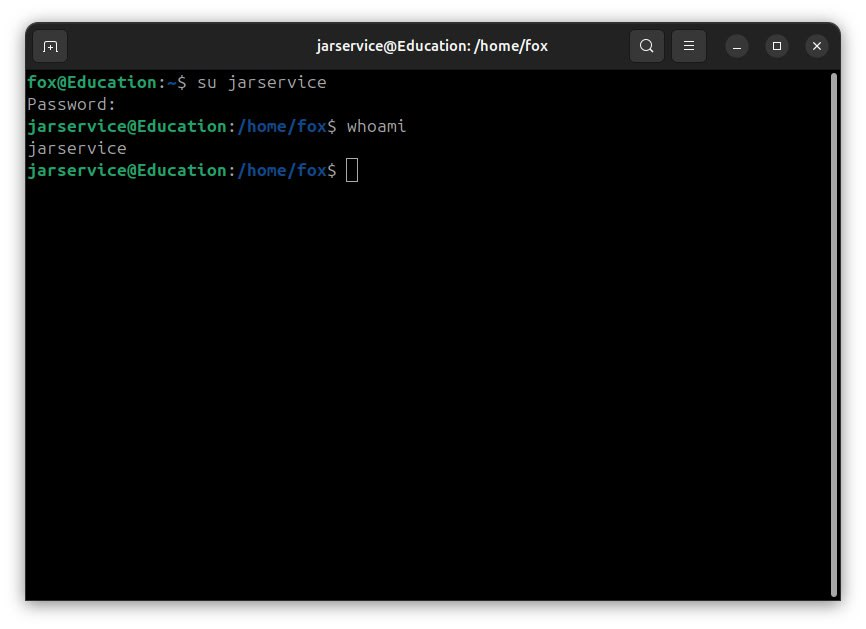 jarservice@Education: /home/fox
fox@Education:~$ su jarservice
Password:
jarservice@Education:/home/fox$ whoami
jarservice
jarservice@Education:/home/fox$